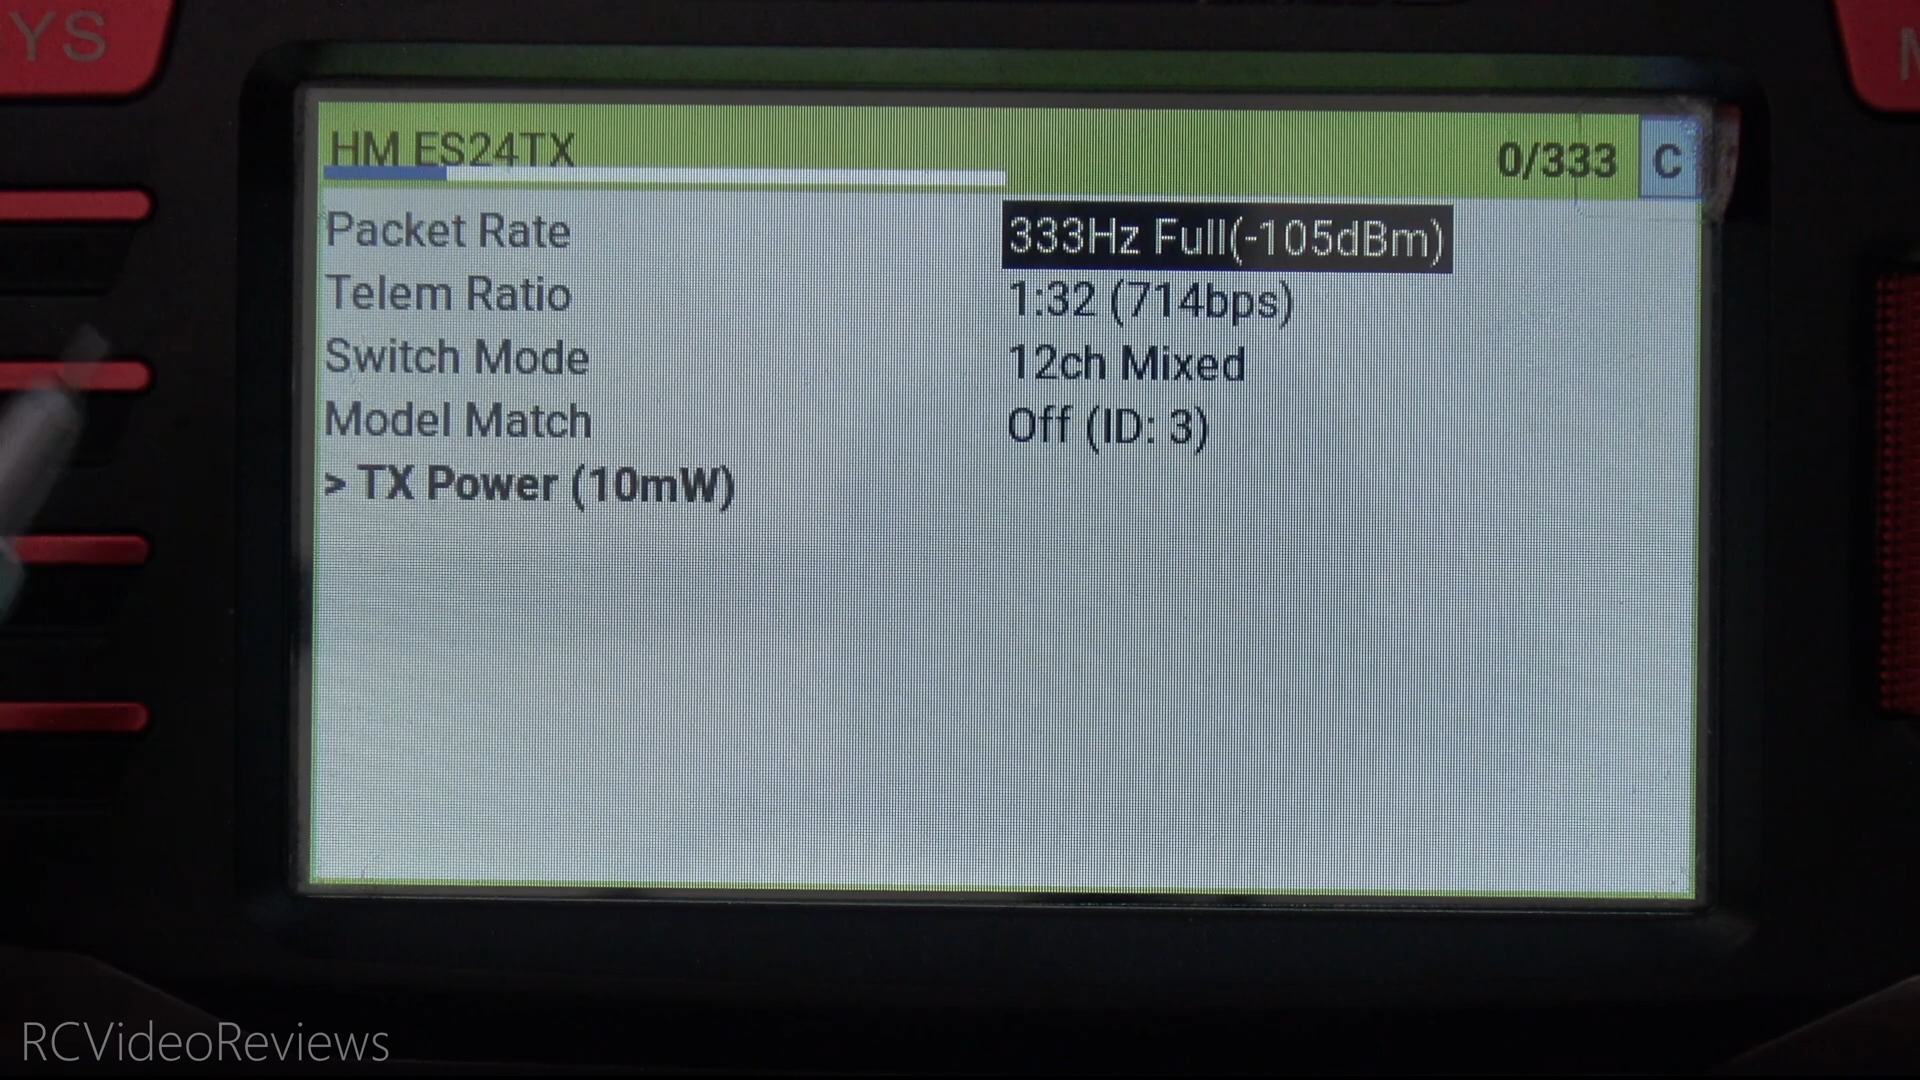 YS
HM ES24TX
0/333
C
Packet Rate
333Hz Full(-105dBm)
Telem Ratio
1:32 (714bps)
Switch Mode
12ch Mixed
Model Match
Off (ID: 3)
> TX Power (10mW)
RCVideoReviews